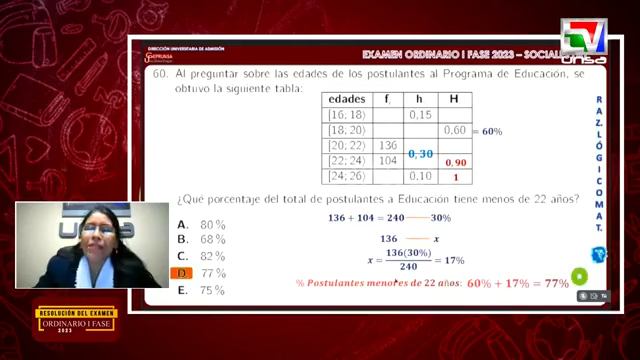 DIRECCIÓN UNIVERSITARIA DE ADMISIÓN
EXAMEN ORDINARIO I FASE 2023 – SOCIALES
unsa
60. Al preguntar sobre las edades de los postulantes al Programa de Educación, se
obtuvo la siguiente tabla:
edades f h H
[16; 18⟩ 0,15
[18; 20⟩ 0,60 = 60%
[20; 22⟩ 136
0,30
[22; 24⟩ 104 0,90
[24; 26⟩ 0,10 1
¿Qué porcentaje del total de postulantes a Educación tiene menos de 22 años?
A. 80 %
B. 68 %
C. 82 %
D. 77 %
E. 75 %
136 + 104 = 240 30%
136 x
x = 136(30%)/240 = 17%
% Postulantes menores de 22 años: 60% + 17% = 77%
RAZ. LÓGICO MAT.
RESOLUCIÓN DEL EXAMEN
ORDINARIO I FASE
2023